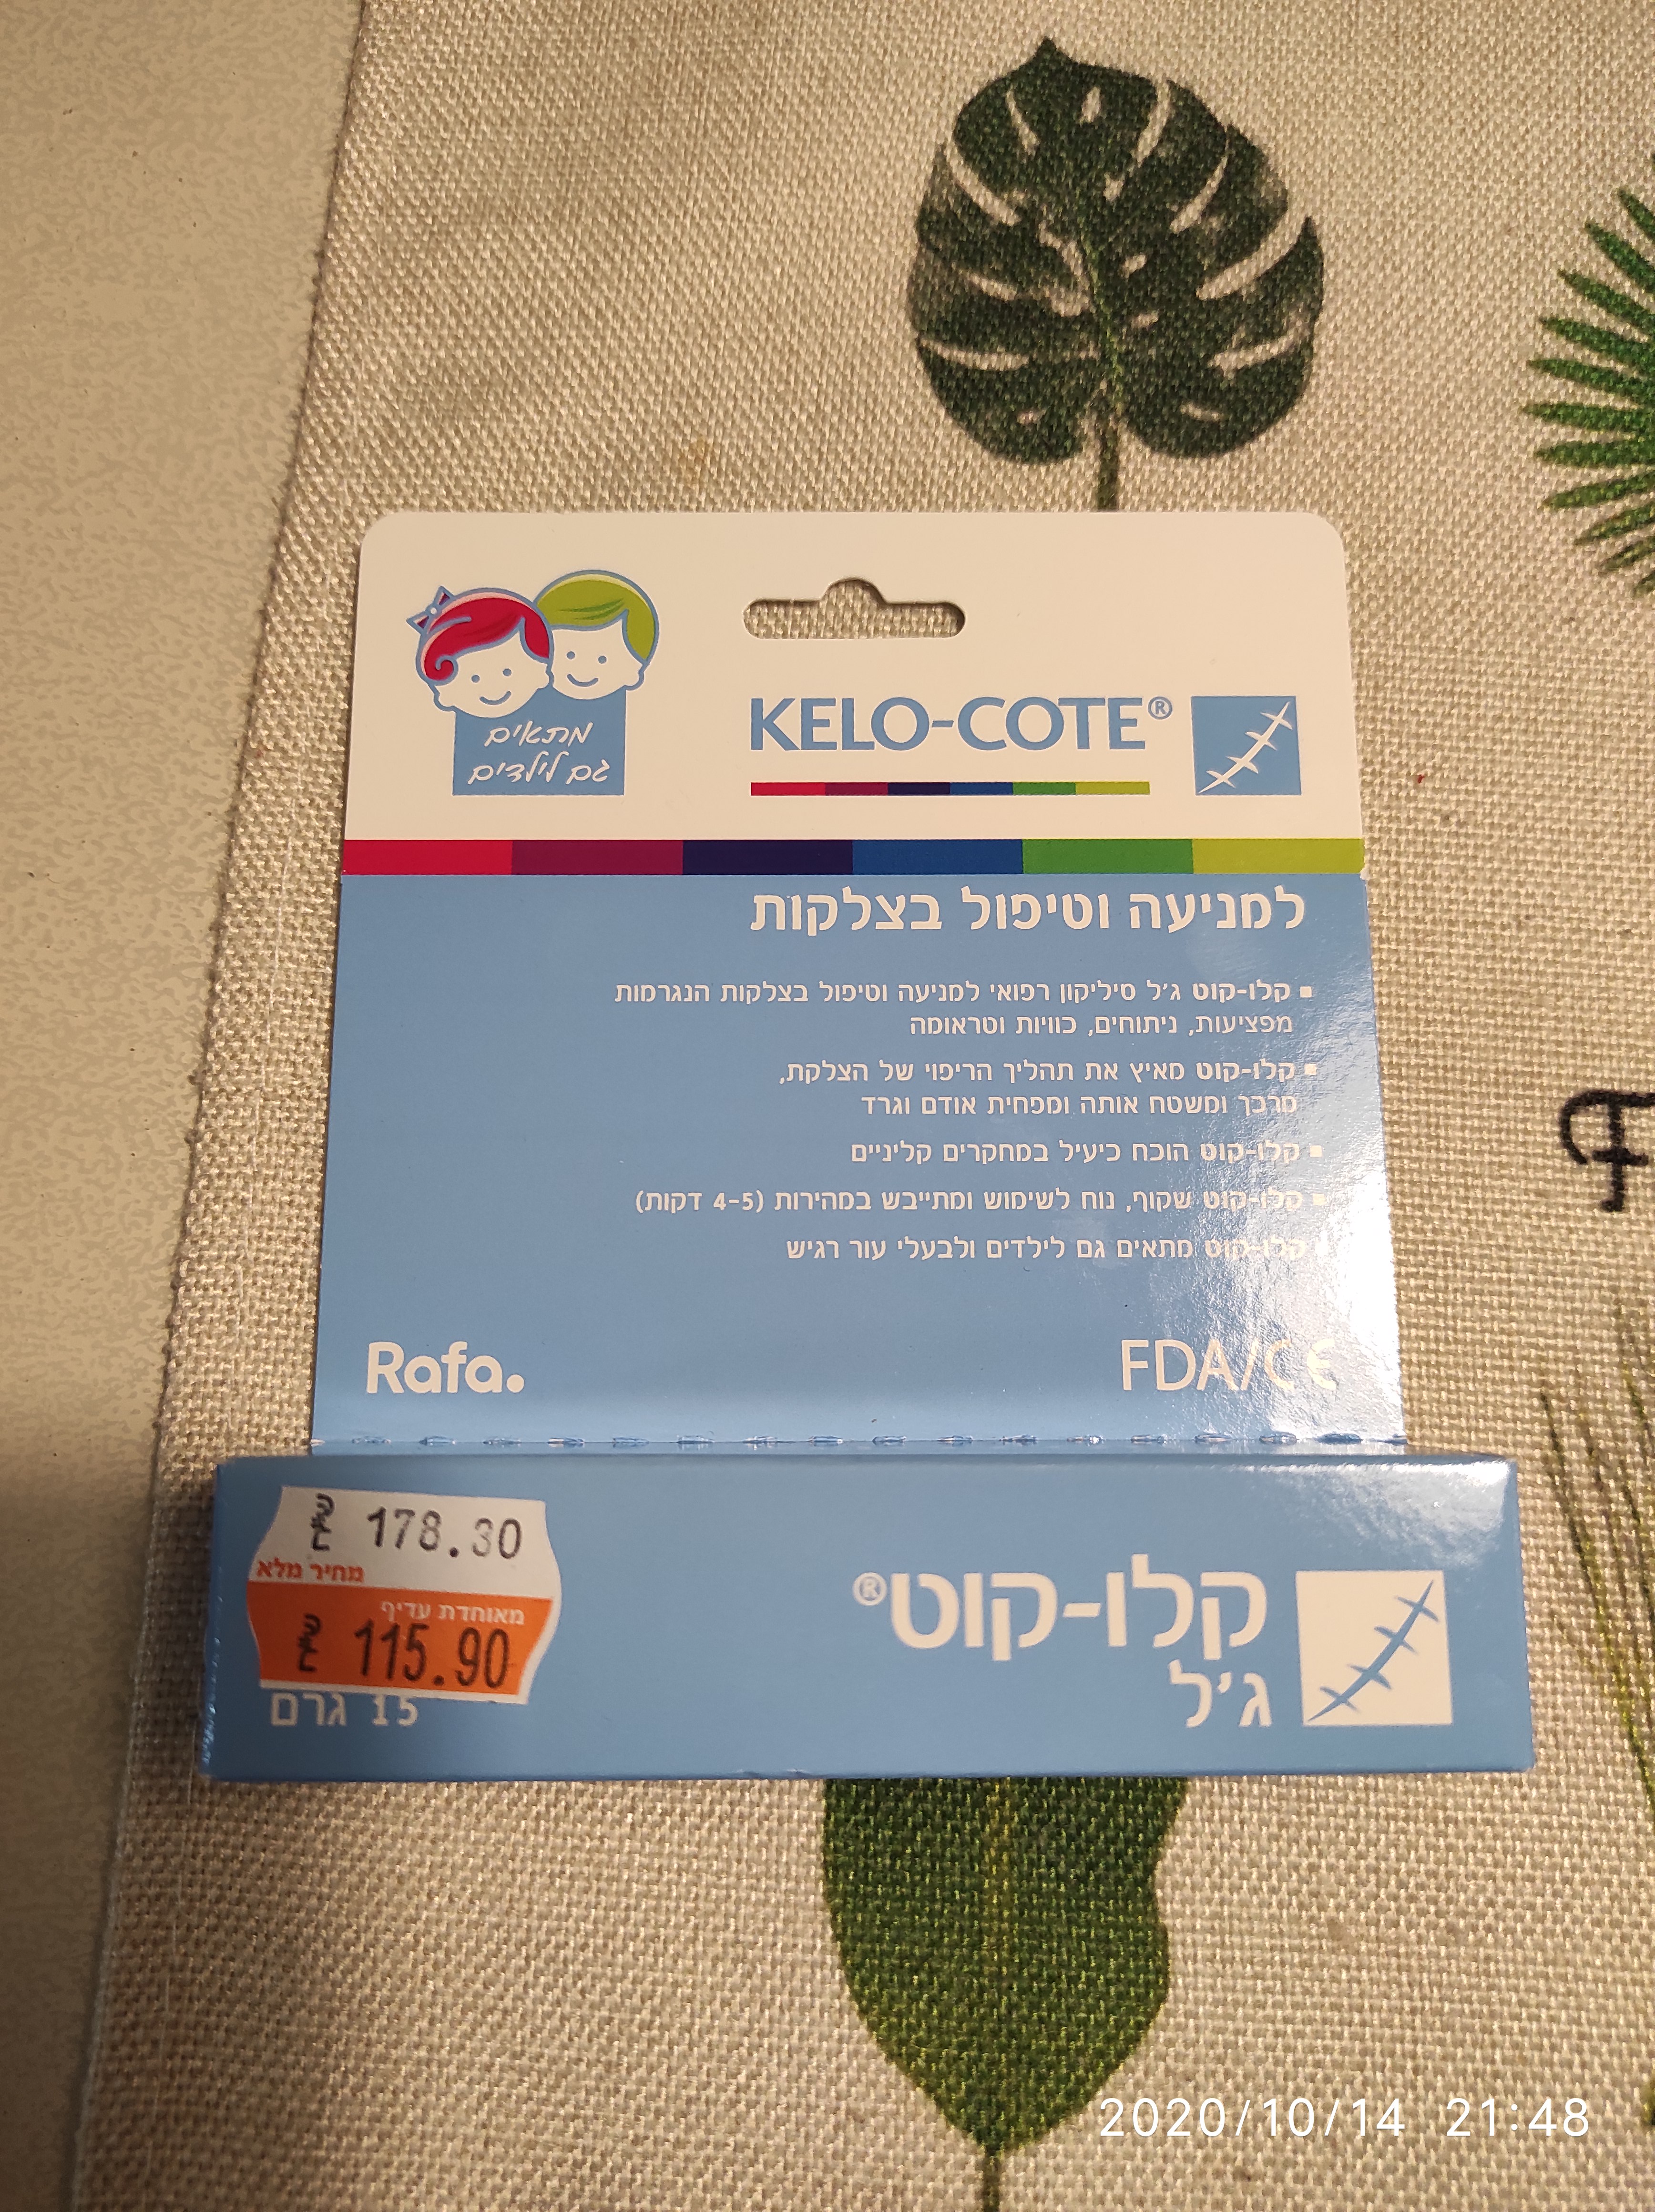 מתאים
גם לילדים
KELO-COTE®
למניעה וטיפול בצלקות
▪ קלו-קוט ג'ל סיליקון רפואי למניעה וטיפול בצלקות הנגרמות
מפציעות, ניתוחים, כוויות וטראומה
▪ קלו-קוט מאיץ את תהליך הריפוי של הצלקת,
מרכך ומשטח אותה ומפחית אודם וגרד
▪ קלו-קוט הוכח כיעיל במחקרים קליניים
▪ קלו-קוט שקוף, נוח לשימוש ומתייבש במהירות (4-5 דקות)
▪ קלו-קוט מתאים גם לילדים ולבעלי עור רגיש
Rafa.
FDA/CE
178.30
מחיר מלא
מאוחדת עדיף
115.90
15 גרם
קלו-קוט®
ג'ל
F
2020/10/14 21:48